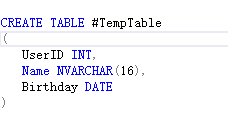 CREATE TABLE #TempTable
(
UserID INT,
Name NVARCHAR(16),
Birthday DATE
)